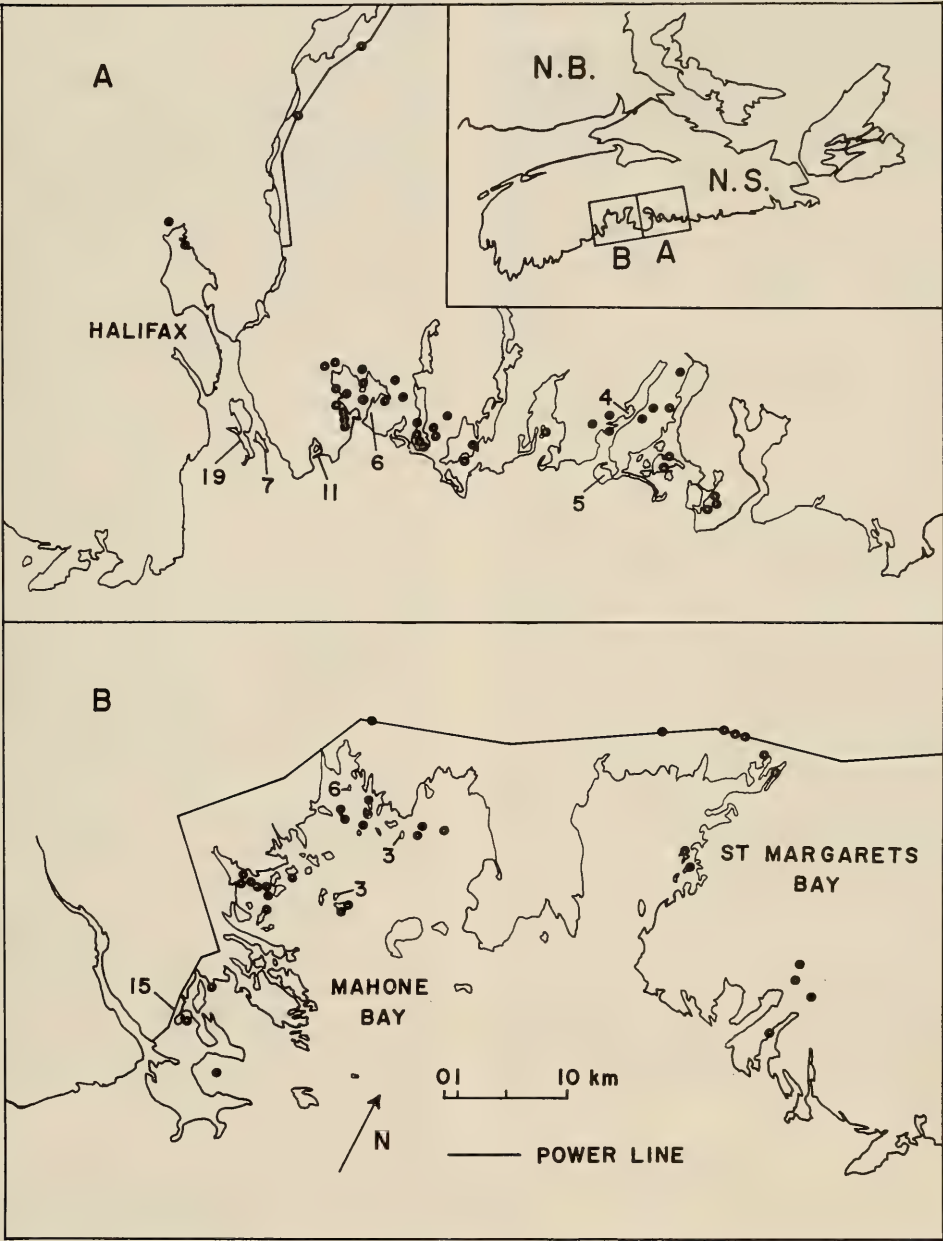 A
N.B.
N.S.
B A
HALIFAX
4
6
19
7
11
5
B
6
3
ST MARGARETS
BAY
3
15
MAHONE
BAY
0 1 10 km
N
POWER LINE